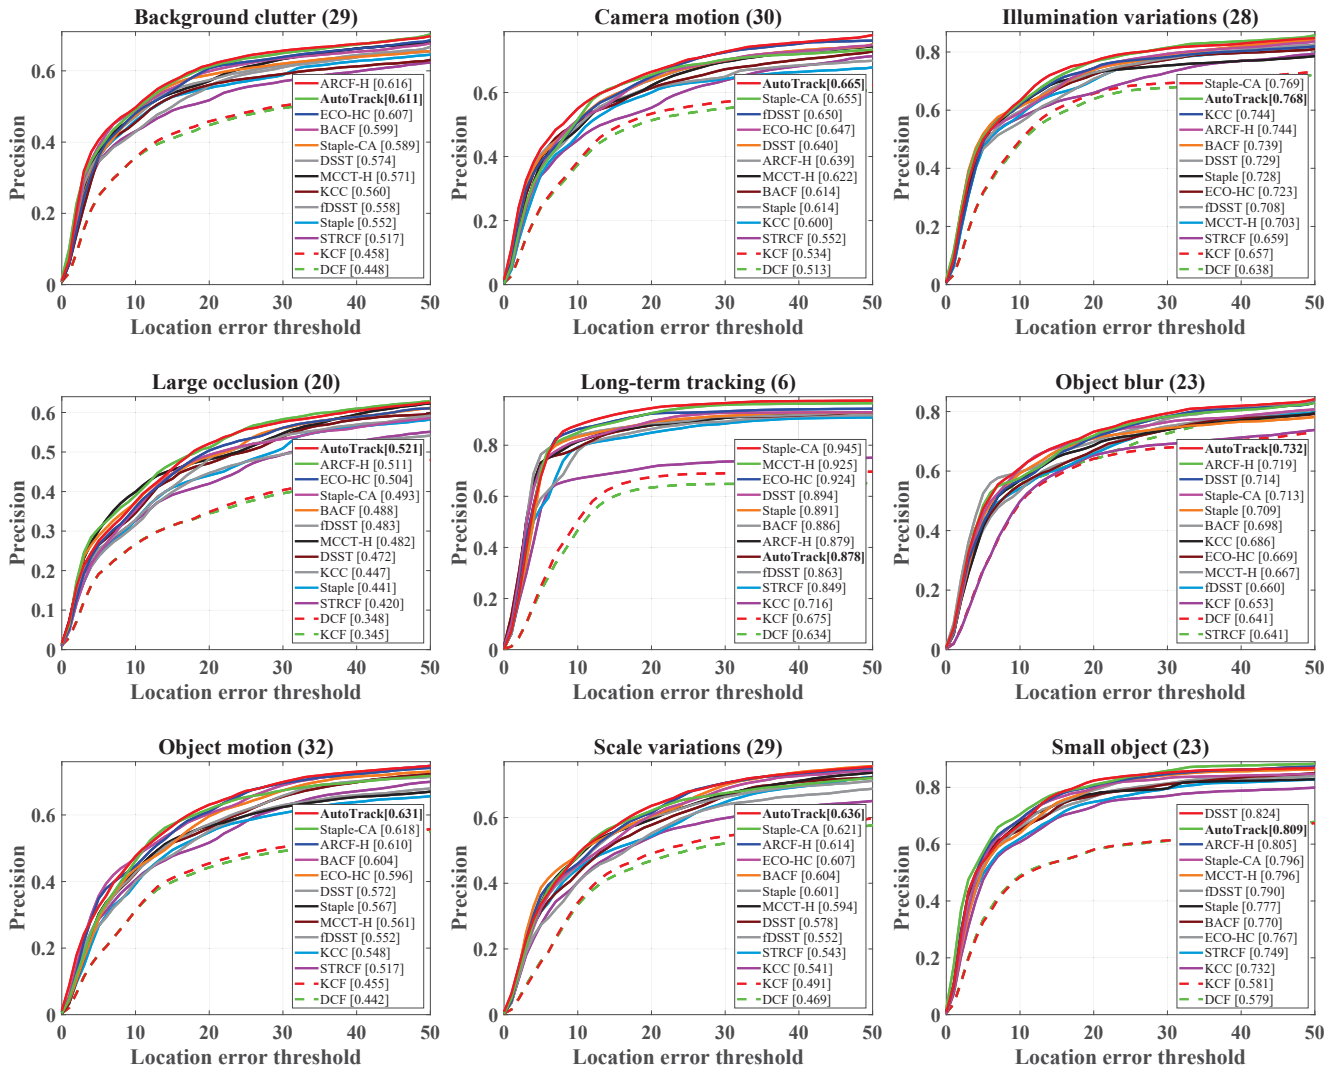 Background clutter (29)
Precision
0.6
0.4
0.2
0
ARCF-H [0.616]
AutoTrack[0.611]
ECO-HC [0.607]
BACF [0.599]
Staple-CA [0.589]
DSST [0.574]
MCCT-H [0.571]
KCC [0.560]
fDSST [0.558]
Staple [0.552]
STRCF [0.517]
KCF [0.458]
DCF [0.448]
0 10 20 30 40 50
Location error threshold
Camera motion (30)
Precision
0.6
0.4
0.2
0
AutoTrack[0.665]
Staple-CA [0.655]
fDSST [0.650]
ECO-HC [0.647]
DSST [0.640]
ARCF-H [0.639]
MCCT-H [0.622]
BACF [0.614]
Staple [0.614]
KCC [0.600]
STRCF [0.552]
KCF [0.534]
DCF [0.513]
0 10 20 30 40 50
Location error threshold
Illumination variations (28)
Precision
0.8
0.6
0.4
0.2
0
Staple-CA [0.769]
AutoTrack[0.768]
KCC [0.744]
ARCF-H [0.744]
BACF [0.739]
DSST [0.729]
Staple [0.728]
ECO-HC [0.723]
fDSST [0.708]
MCCT-H [0.703]
STRCF [0.659]
KCF [0.657]
DCF [0.638]
0 10 20 30 40 50
Location error threshold
Large occlusion (20)
Precision
0.6
0.5
0.4
0.3
0.2
0.1
0
AutoTrack[0.521]
ARCF-H [0.511]
ECO-HC [0.504]
Staple-CA [0.493]
BACF [0.488]
fDSST [0.483]
MCCT-H [0.482]
DSST [0.472]
KCC [0.447]
Staple [0.441]
STRCF [0.420]
DCF [0.348]
KCF [0.345]
0 10 20 30 40 50
Location error threshold
Long-term tracking (6)
Precision
0.8
0.6
0.4
0.2
0
Staple-CA [0.945]
MCCT-H [0.925]
ECO-HC [0.924]
DSST [0.894]
Staple [0.891]
BACF [0.886]
ARCF-H [0.879]
AutoTrack[0.878]
fDSST [0.863]
STRCF [0.849]
KCC [0.716]
KCF [0.675]
DCF [0.634]
0 10 20 30 40 50
Location error threshold
Object blur (23)
Precision
0.8
0.6
0.4
0.2
0
AutoTrack[0.732]
ARCF-H [0.719]
DSST [0.714]
Staple-CA [0.713]
Staple [0.709]
BACF [0.698]
KCC [0.686]
ECO-HC [0.669]
MCCT-H [0.667]
fDSST [0.660]
KCF [0.653]
DCF [0.641]
STRCF [0.641]
0 10 20 30 40 50
Location error threshold
Object motion (32)
Precision
0.6
0.4
0.2
0
AutoTrack[0.631]
Staple-CA [0.618]
ARCF-H [0.610]
BACF [0.604]
ECO-HC [0.596]
DSST [0.572]
Staple [0.567]
MCCT-H [0.561]
fDSST [0.552]
KCC [0.548]
STRCF [0.517]
KCF [0.455]
DCF [0.442]
0 10 20 30 40 50
Location error threshold
Scale variations (29)
Precision
0.6
0.4
0.2
0
AutoTrack[0.636]
Staple-CA [0.621]
ARCF-H [0.614]
ECO-HC [0.607]
BACF [0.604]
Staple [0.601]
MCCT-H [0.594]
DSST [0.578]
fDSST [0.552]
STRCF [0.543]
KCC [0.541]
KCF [0.491]
DCF [0.469]
0 10 20 30 40 50
Location error threshold
Small object (23)
Precision
0.8
0.6
0.4
0.2
0
DSST [0.824]
AutoTrack[0.809]
ARCF-H [0.805]
Staple-CA [0.796]
MCCT-H [0.796]
fDSST [0.790]
Staple [0.777]
BACF [0.770]
ECO-HC [0.767]
STRCF [0.749]
KCC [0.732]
KCF [0.581]
DCF [0.579]
0 10 20 30 40 50
Location error threshold